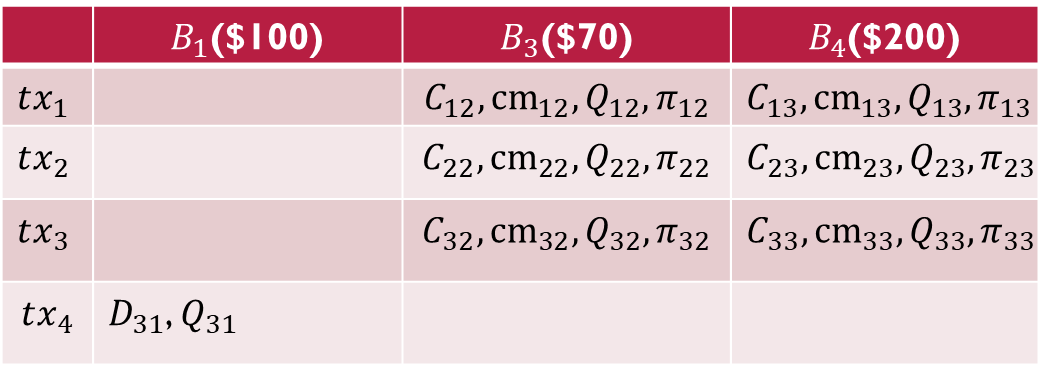 B₁($100) B₃($70) B₄($200)
tx₁ C₁₂, cm₁₂, Q₁₂, π₁₂ C₁₃, cm₁₃, Q₁₃, π₁₃
tx₂ C₂₂, cm₂₂, Q₂₂, π₂₂ C₂₃, cm₂₃, Q₂₃, π₂₃
tx₃ C₃₂, cm₃₂, Q₃₂, π₃₂ C₃₃, cm₃₃, Q₃₃, π₃₃
tx₄ D₃₁, Q₃₁